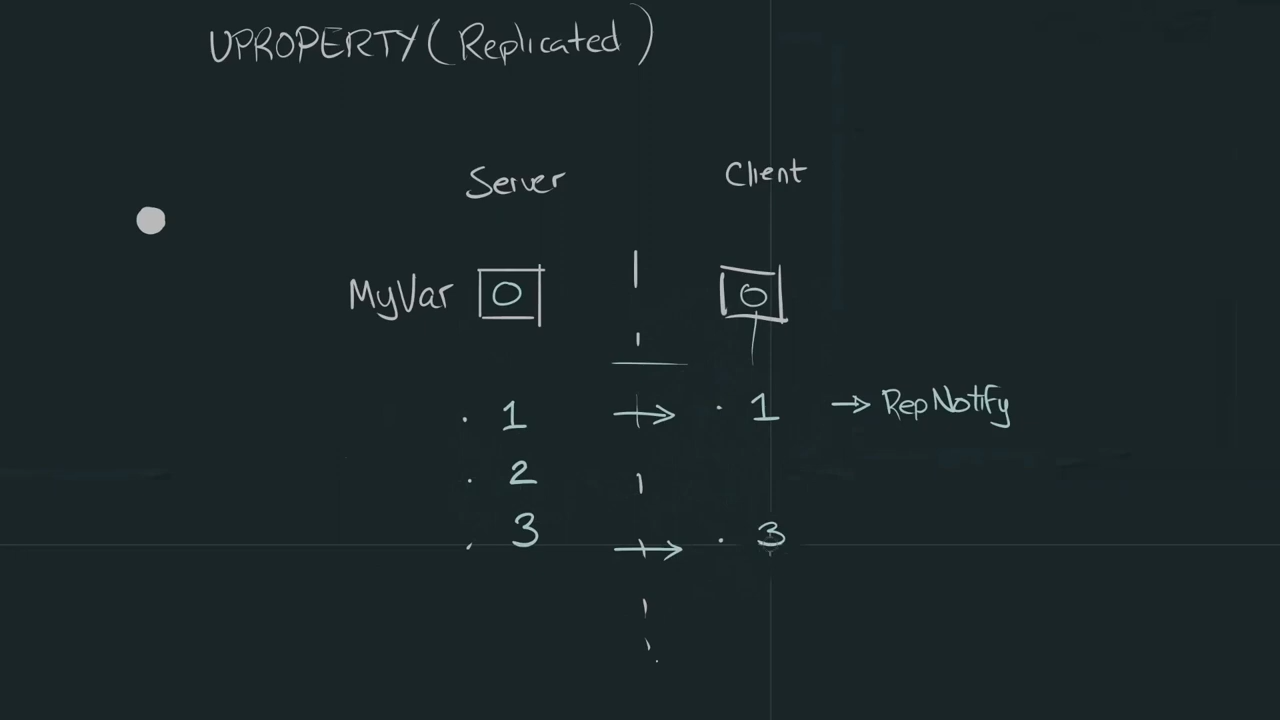 UPROPERTY(Replicated)
Server Client
MyVar 0 0
. 1 → . 1 → RepNotify
. 2
. 3 → . 3